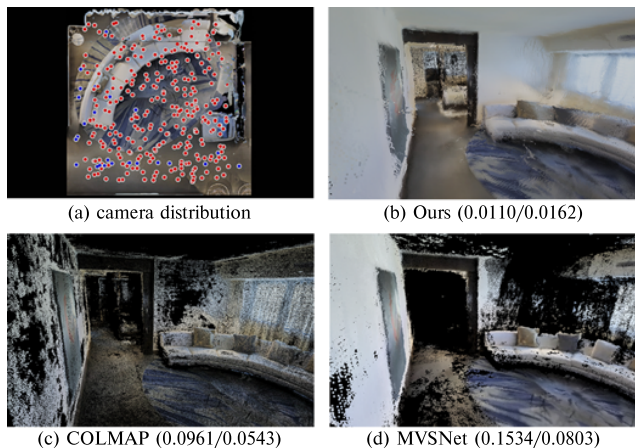 (a) camera distribution
(b) Ours (0.0110/0.0162)
(c) COLMAP (0.0961/0.0543)
(d) MVSNet (0.1534/0.0803)